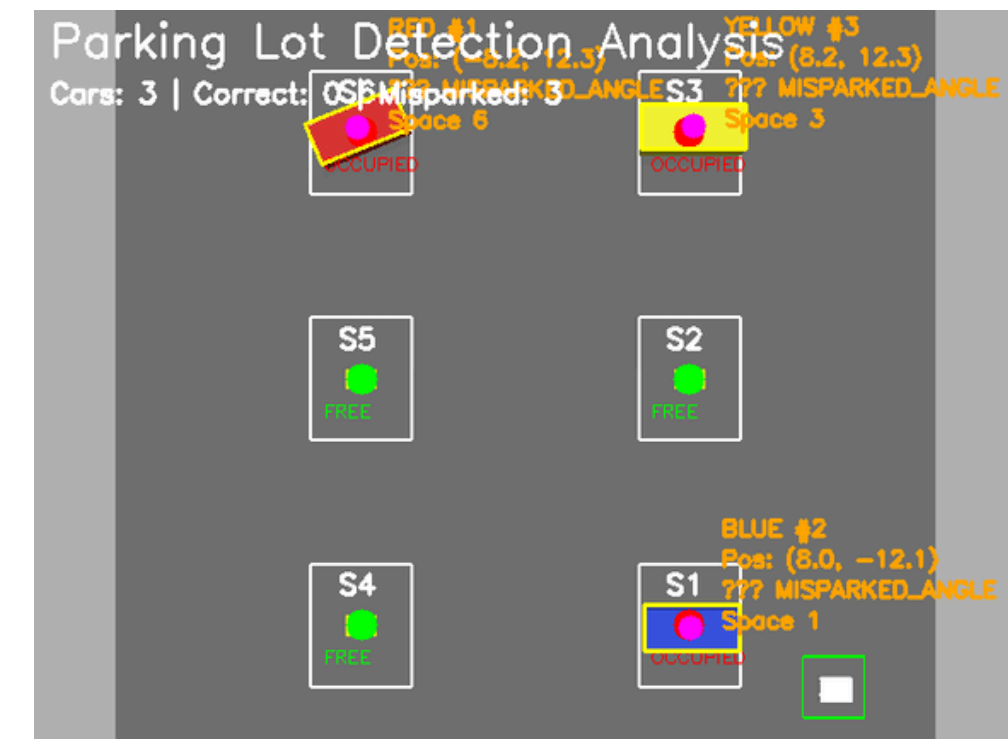 Parking Lot Detection Analysis
Cars: 3 | Correct: 0 | Misparked: 3
RED #1
Pos: (-8.2, 12.3)
??? MISPARKED_ANGLE
Space 6
S6
OCCUPIED
YELLOW #3
Pos: (8.2, 12.3)
??? MISPARKED_ANGLE
Space 3
S3
OCCUPIED
S5
FREE
S2
FREE
BLUE #2
Pos: (8.0, -12.1)
??? MISPARKED_ANGLE
Space 1
S4
FREE
S1
OCCUPIED